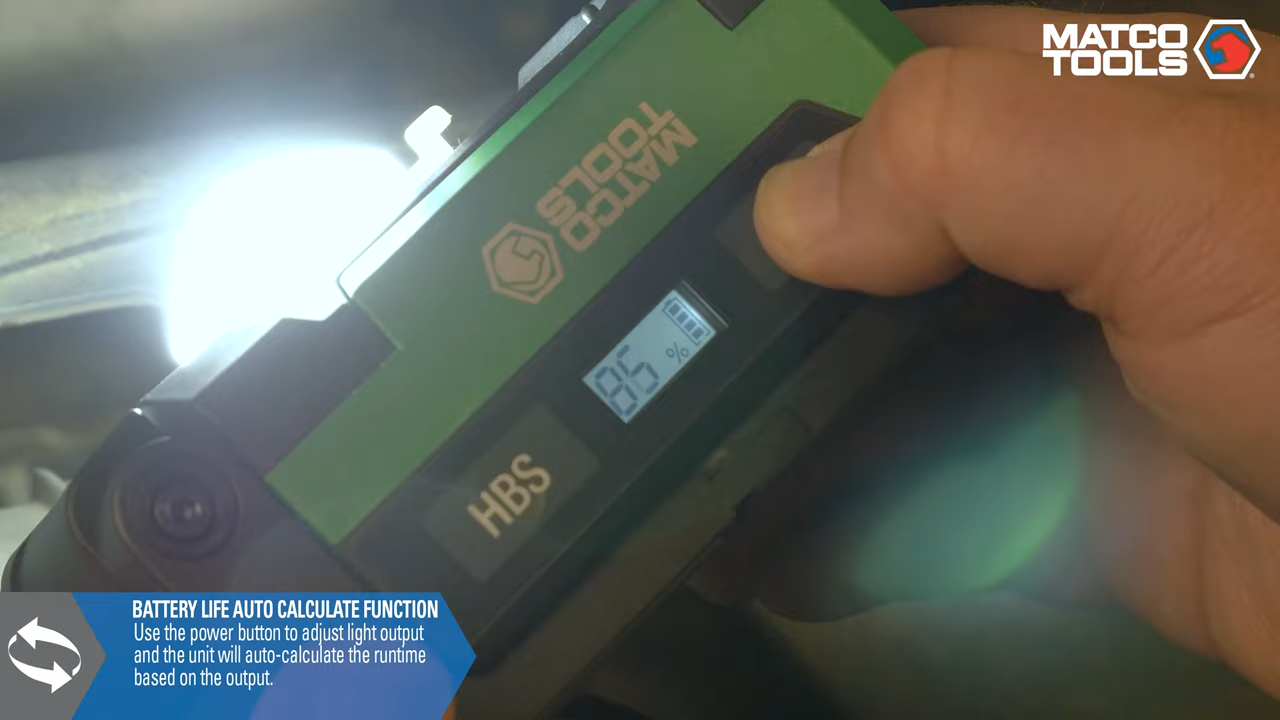 MATCO
TOOLS
MATCO
TOOLS
86
%
HBS
BATTERY LIFE AUTO CALCULATE FUNCTION
Use the power button to adjust light output
and the unit will auto-calculate the runtime
based on the output.